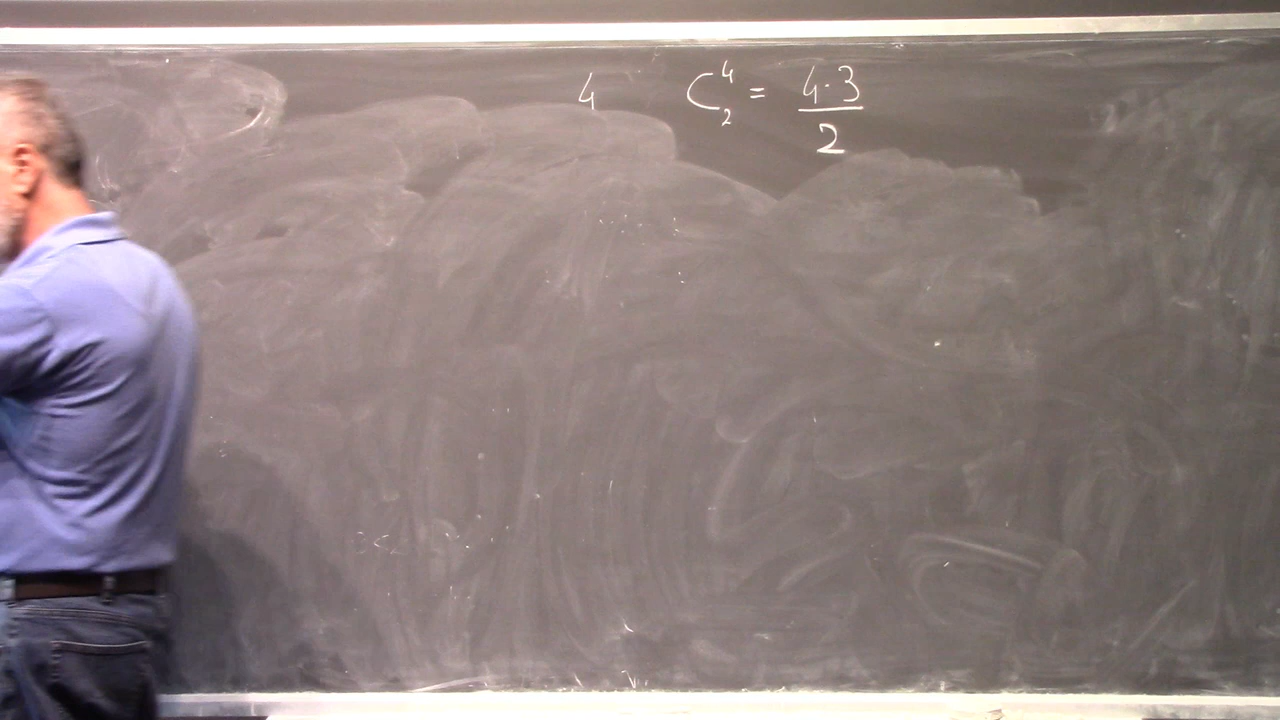 4 C₂⁴ = 4·3/2